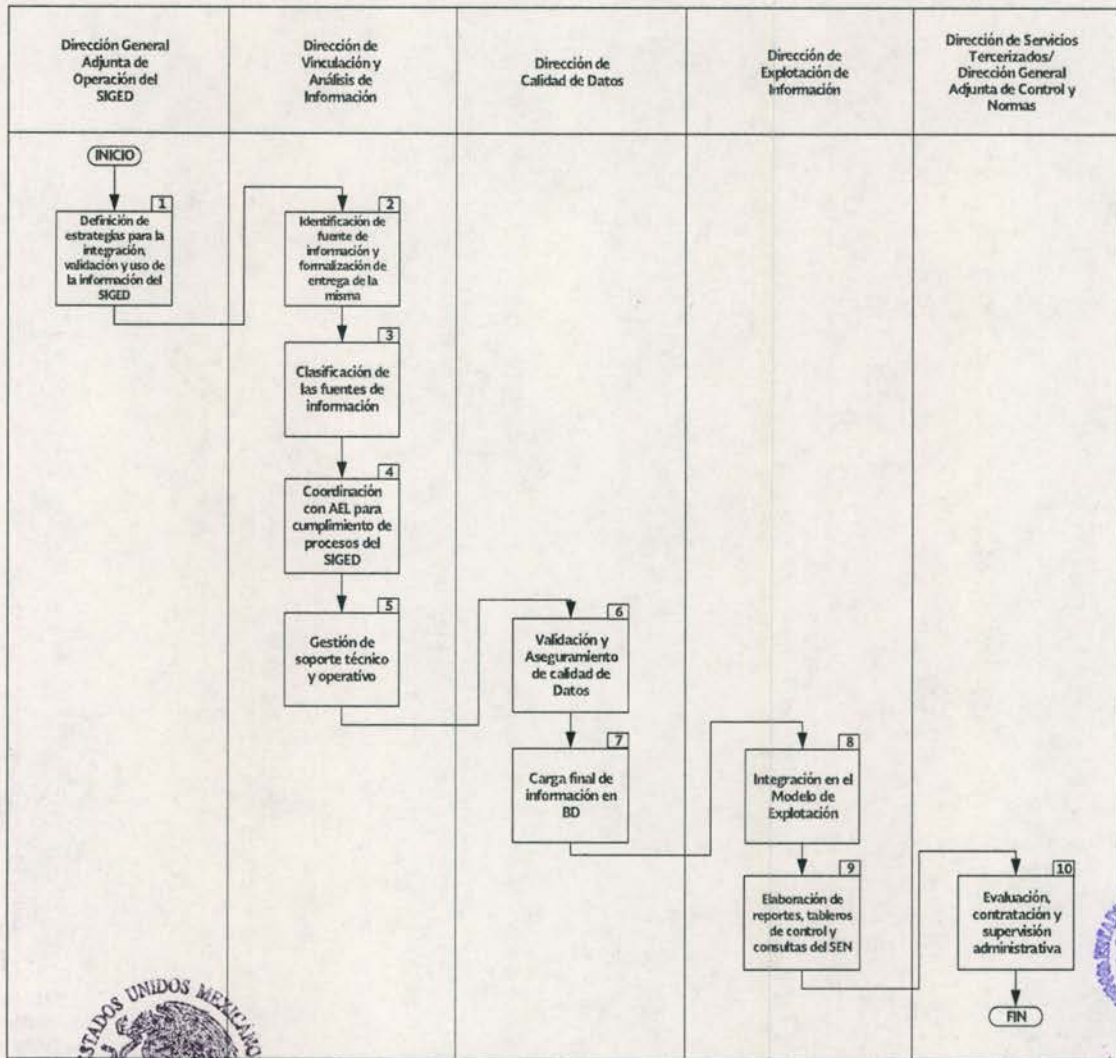 Dirección General
Adjunta de
Operación del
SIGED
Dirección de
Vinculación y
Análisis de
Información
Dirección de
Calidad de Datos
Dirección de
Explotación de
Información
Dirección de Servicios
Tercerizados/
Dirección General
Adjunta de Control y
Normas
INICIO
1
Definición de
estrategias para la
integración,
validación y uso de
la información del
SIGED
2
Identificación de
fuente de
información y
formalización de
entrega de la
misma
3
Clasificación de
las fuentes de
información
4
Coordinación
con AEL para
cumplimiento de
procesos del
SIGED
5
Gestión de
soporte técnico
y operativo
6
Validación y
Aseguramiento
de calidad de
Datos
7
Carga final de
información en
BD
8
Integración en el
Modelo de
Explotación
9
Elaboración de
reportes, tableros
de control y
consultas del SEN
10
Evaluación,
contratación y
supervisión
administrativa
FIN
ESTADOS UNIDOS MEXICANO